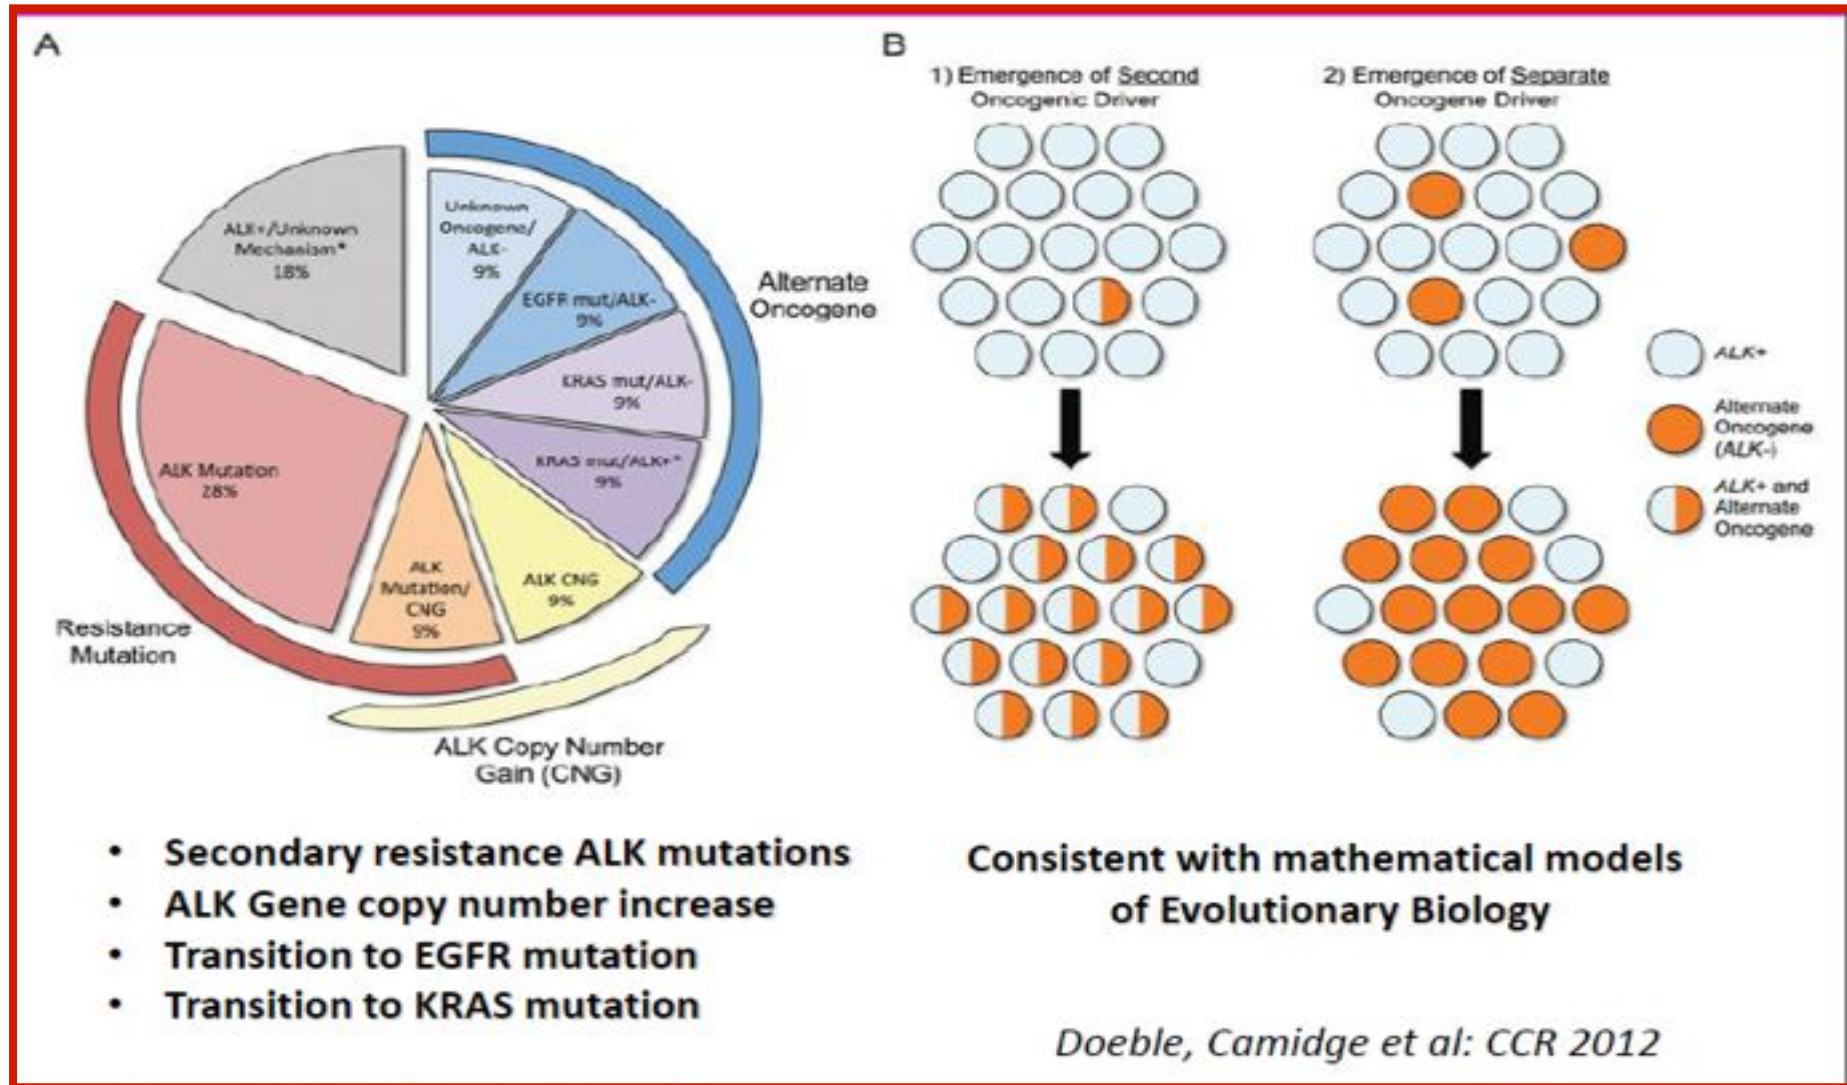 A
ALK+/Unknown
Mechanism*
18%
Unknown
Oncogene/
ALK-
9%
EGFR mut/ALK-
9%
KRAS mut/ALK-
9%
KRAS mut/ALK+*
9%
ALK CNG
9%
ALK
Mutation/
CNG
9%
ALK Mutation
28%
Alternate
Oncogene
Resistance
Mutation
ALK Copy Number
Gain (CNG)
B
1) Emergence of Second
Oncogenic Driver
2) Emergence of Separate
Oncogene Driver
ALK+
Alternate
Oncogene
(ALK-)
ALK+ and
Alternate
Oncogene
• Secondary resistance ALK mutations
• ALK Gene copy number increase
• Transition to EGFR mutation
• Transition to KRAS mutation
Consistent with mathematical models
of Evolutionary Biology
Doeble, Camidge et al: CCR 2012